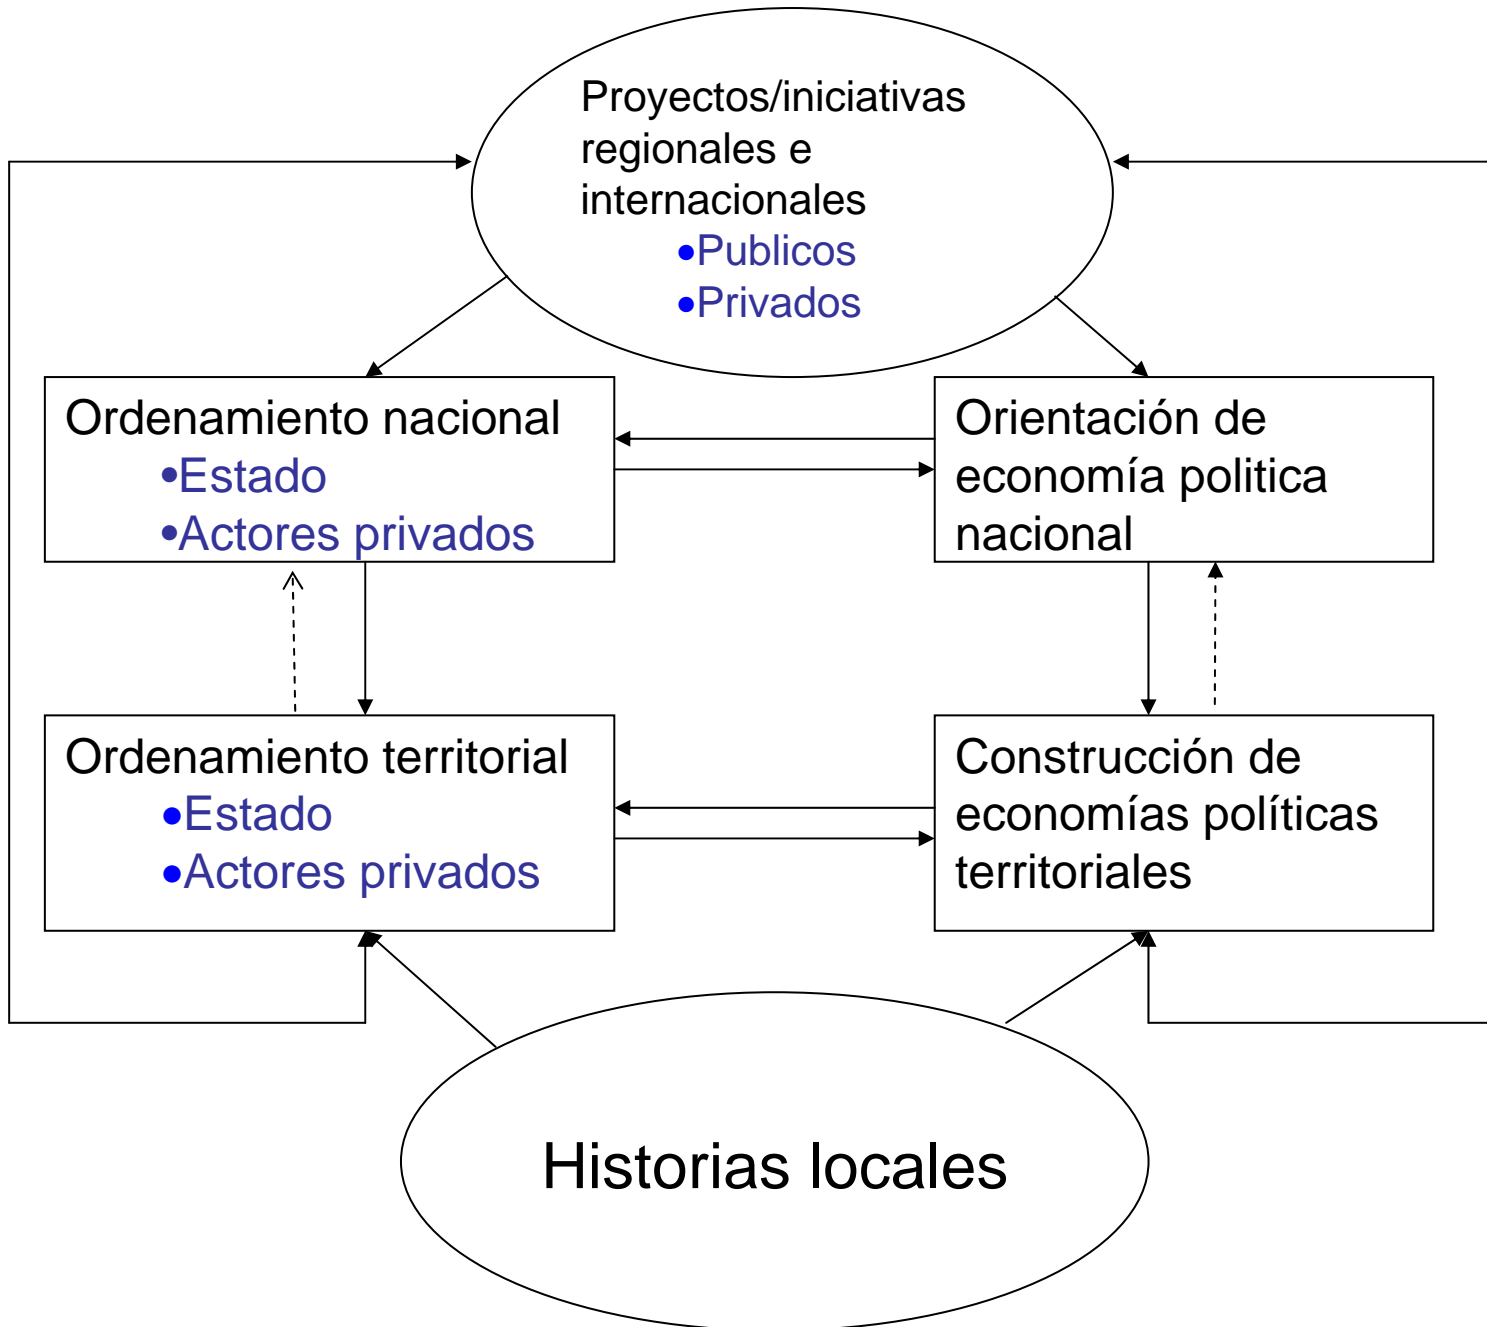 Proyectos/iniciativas
regionales e
internacionales
•Publicos
•Privados
Ordenamiento nacional
•Estado
•Actores privados
Orientación de
economía politica
nacional
Ordenamiento territorial
•Estado
•Actores privados
Construcción de
economías políticas
territoriales
Historias locales